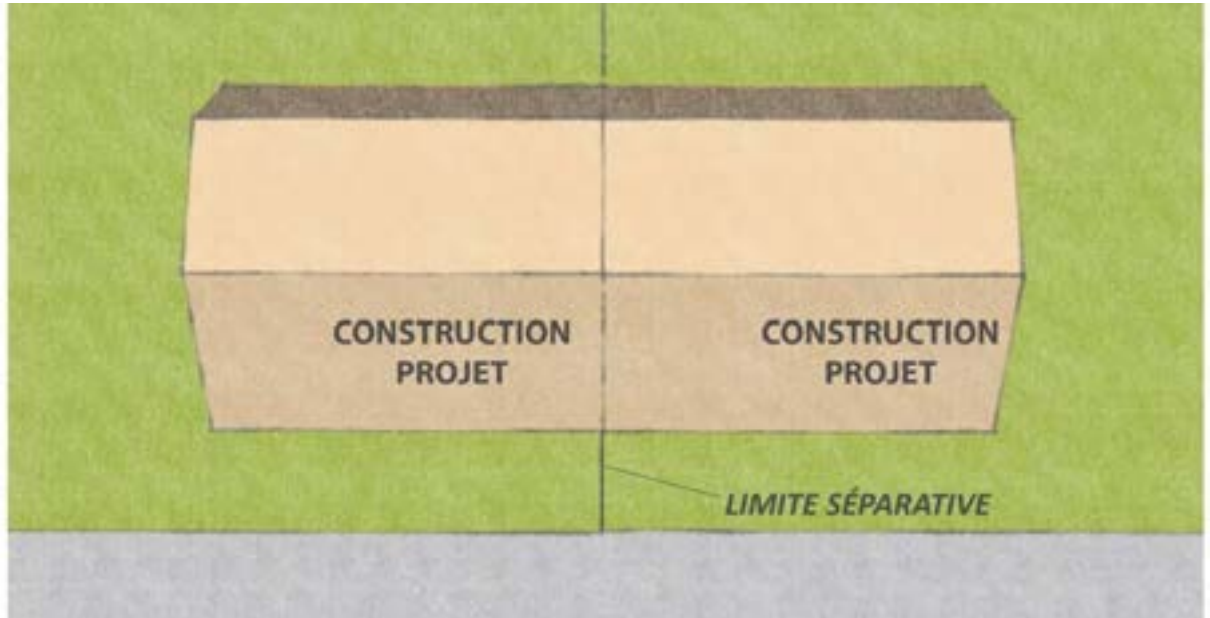 CONSTRUCTION
PROJET
CONSTRUCTION
PROJET
LIMITE SÉPARATIVE